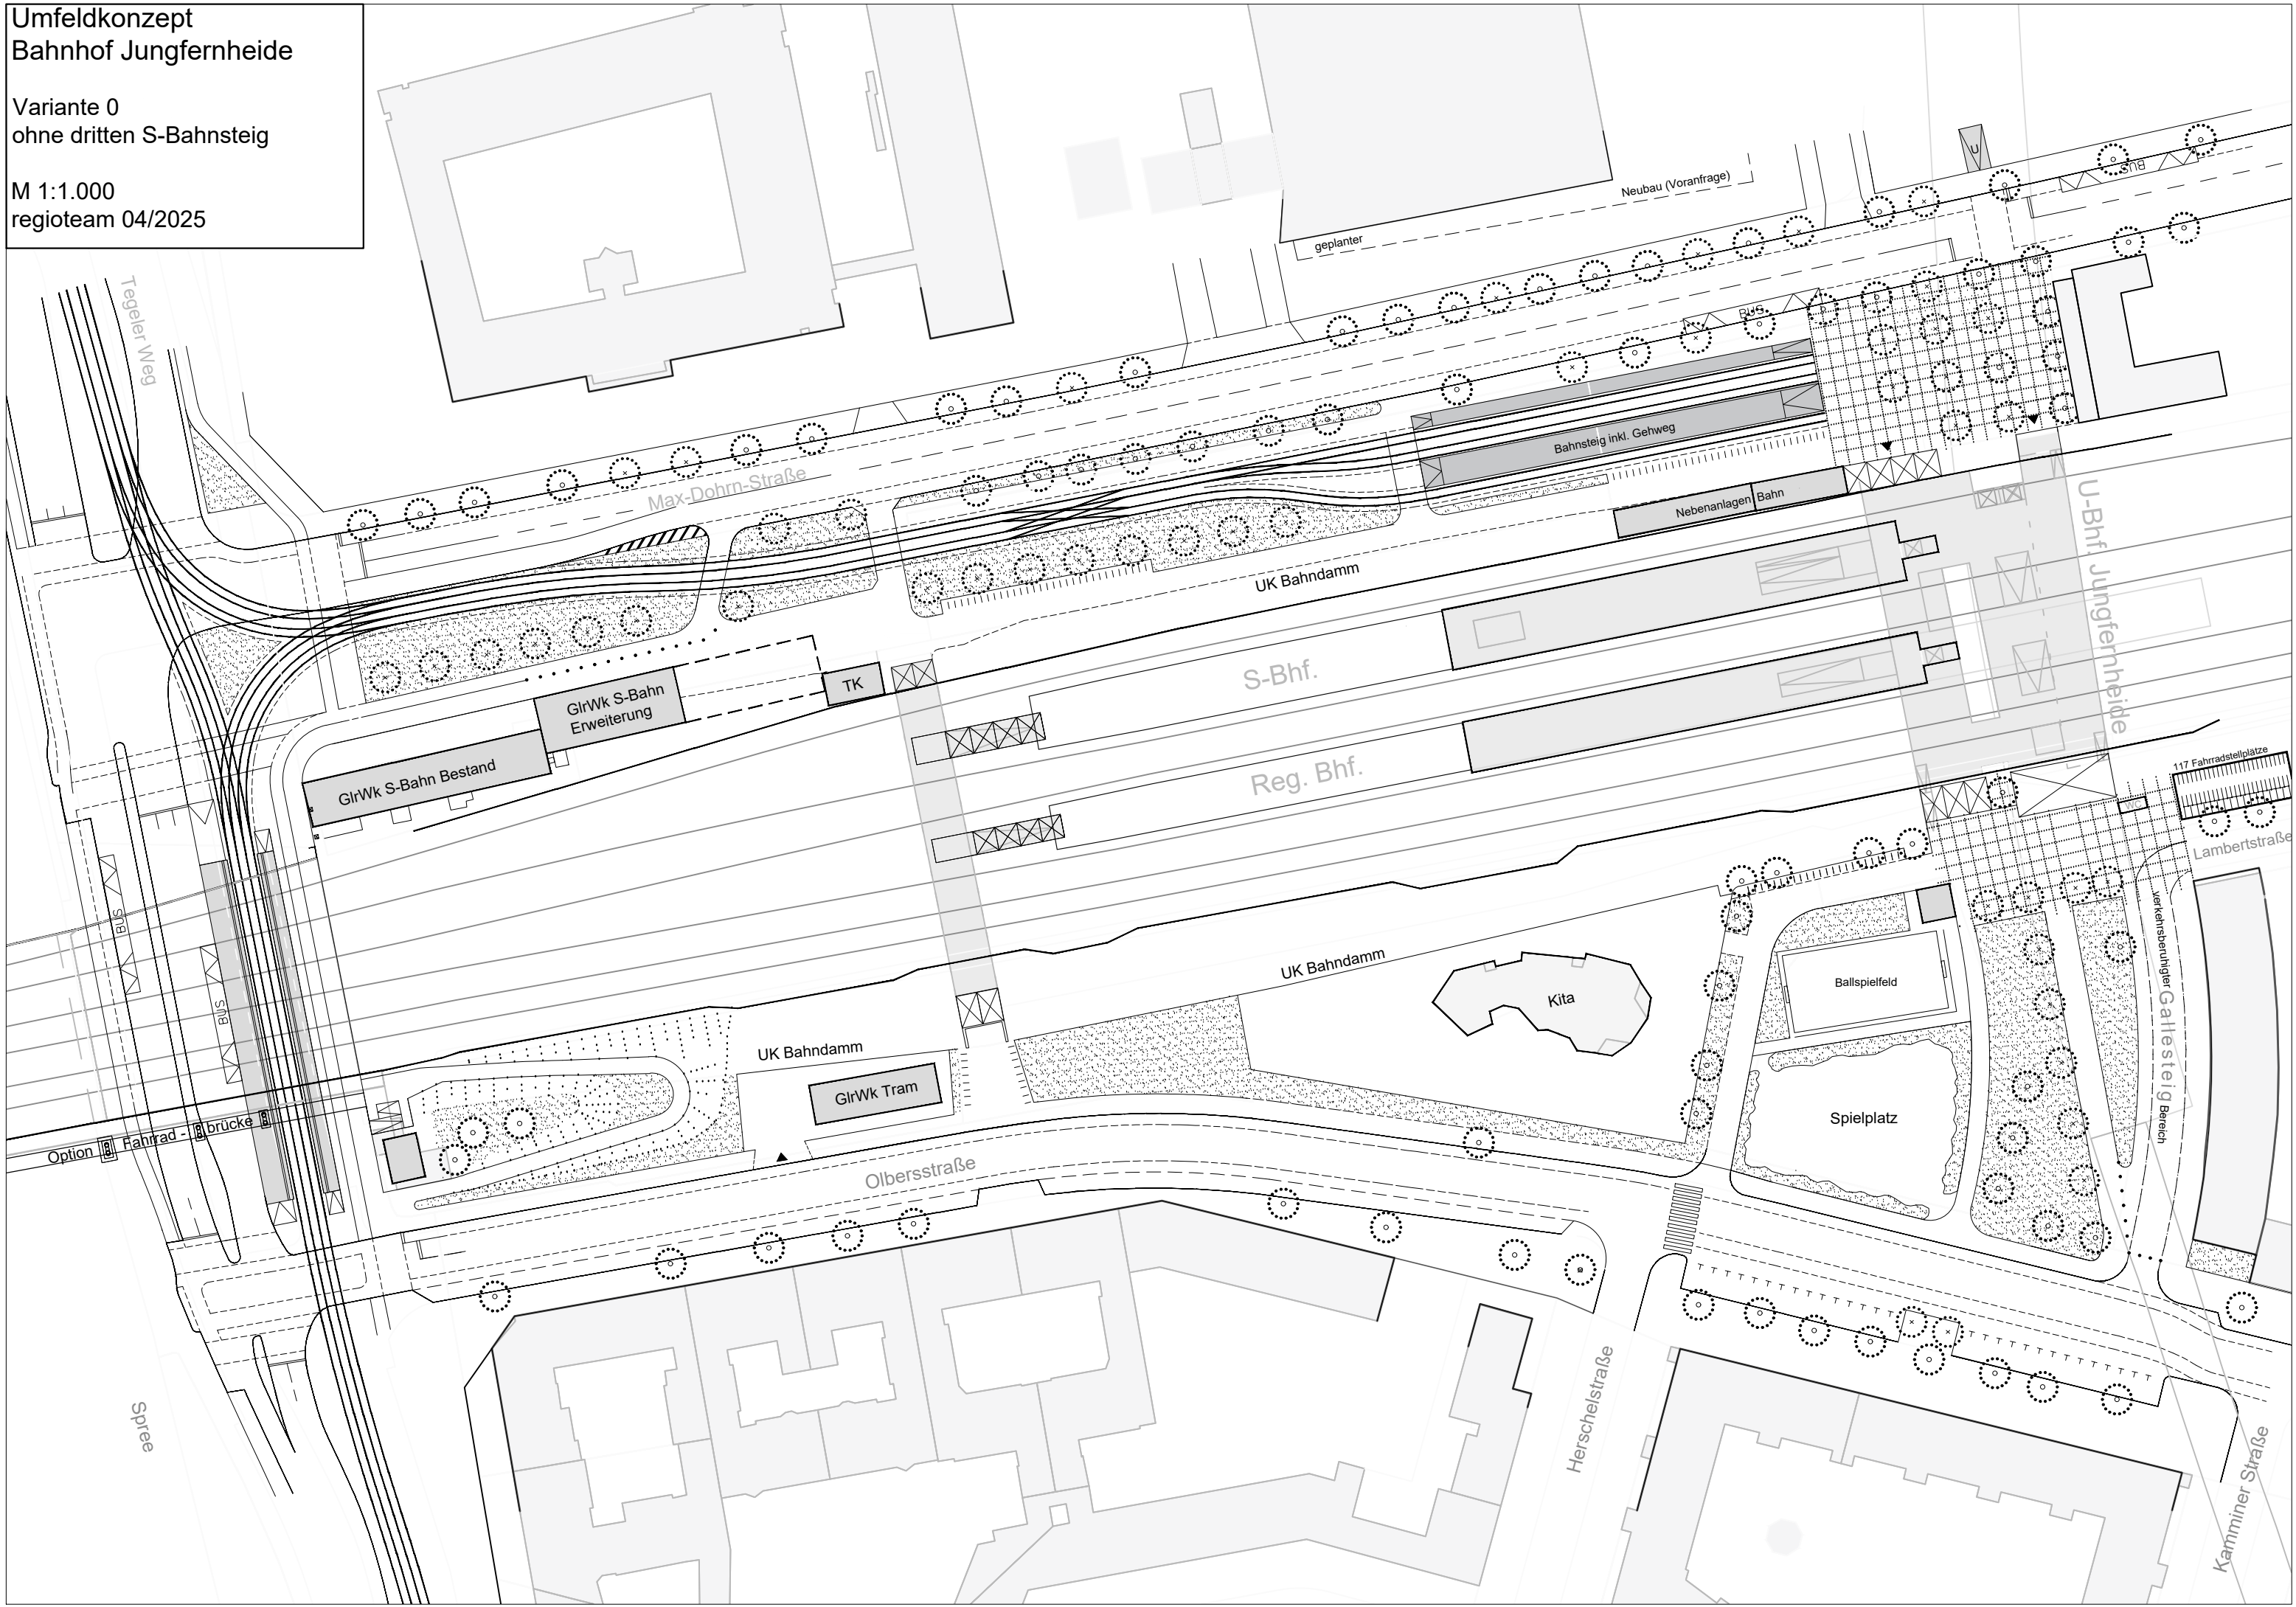 Umfeldkonzept
Bahnhof Jungfernheide
Variante 0
ohne dritten S-Bahnsteig
M 1:1.000
regioteam 04/2025
Tegeler Weg
Neubau (Voranfrage)
geplanter
U
BUS
BUS
Max-Dohrn-Straße
Bahnsteig inkl. Gehweg
Nebenanlagen Bahn
UK Bahndamm
U-Bhf Jungfernheide
S-Bhf.
TK
GlrWk S-Bahn
Erweiterung
GlrWk S-Bahn Bestand
Reg. Bhf.
117 Fahrradstellplätze
WC
Lambertstraße
BUS
BUS
UK Bahndamm
Kita
Ballspielfeld
verkehrsberuhigter
Gallesteig
Bereich
UK Bahndamm
GlrWk Tram
Spielplatz
Option Fahrrad - brücke
Olbersstraße
Spree
Herschelstraße
Kamminer Straße